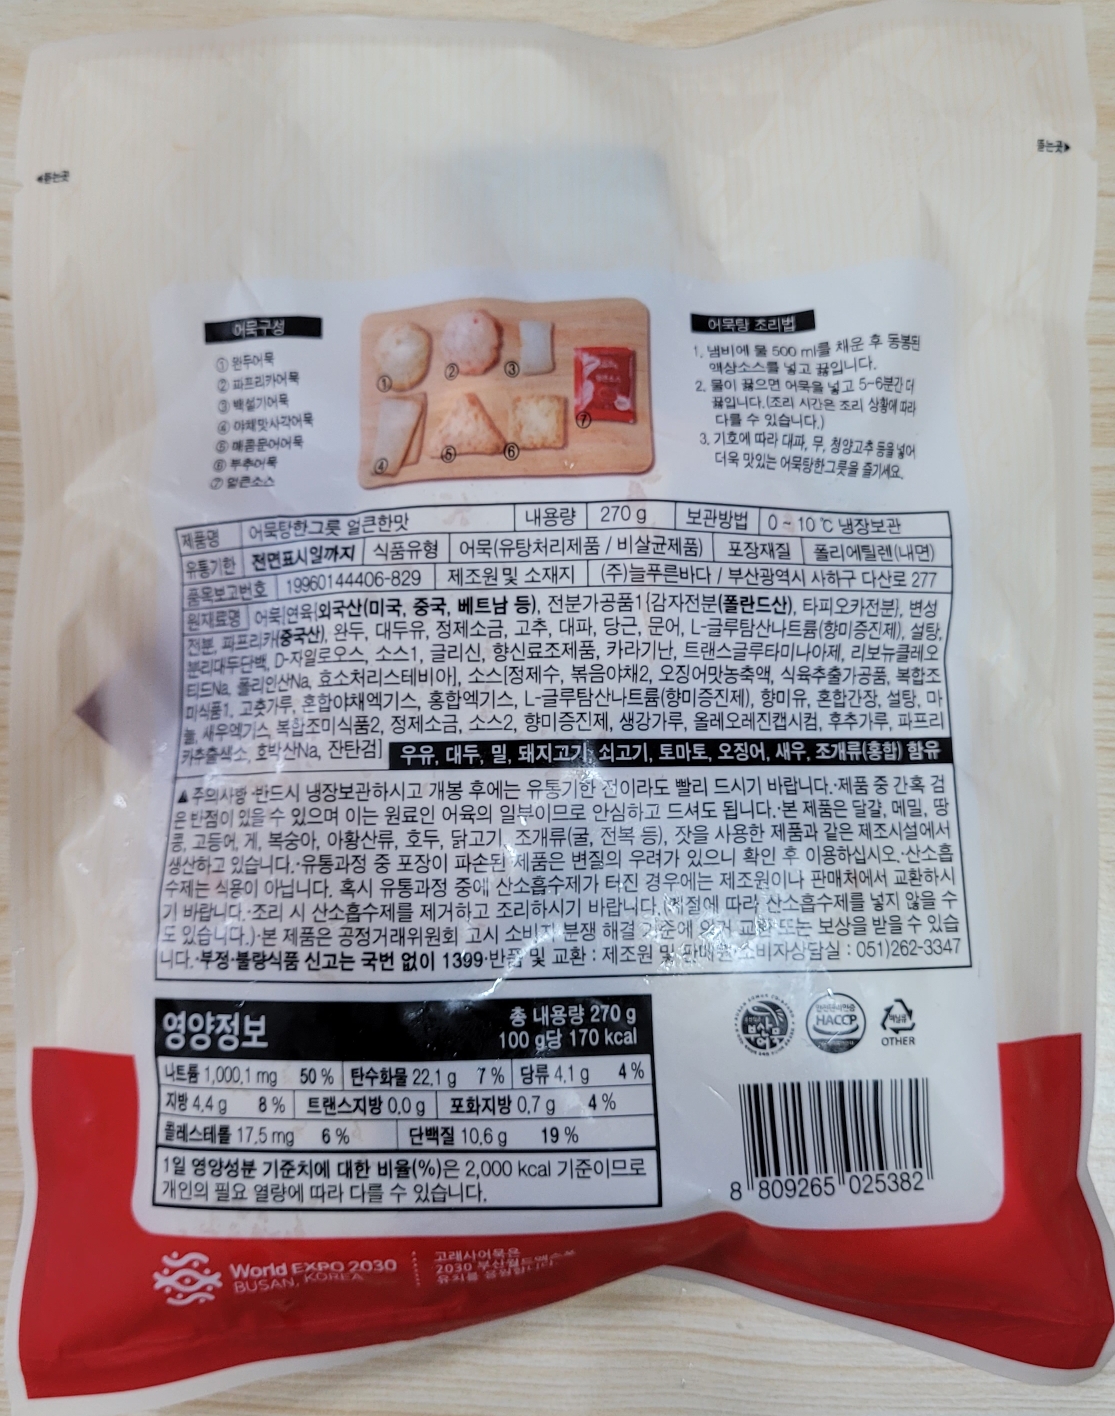 ◀뜯는곳
뜯는곳▶
어묵구성
① 완두어묵
② 파프리카어묵
③ 백설기어묵
④ 야채맛사각어묵
⑤ 매콤문어어묵
⑥ 부추어묵
⑦ 얼큰소스
① ② ③
④ ⑤ ⑥ ⑦
어묵탕 조리법
1. 냄비에 물 500 ml를 채운 후 동봉된
액상소스를 넣고 끓입니다.
2. 물이 끓으면 어묵을 넣고 5~6분간 더
끓입니다.(조리 시간은 조리 상황에 따라
다를 수 있습니다.)
3. 기호에 따라 대파, 무, 청양고추 등을 넣어
더욱 맛있는 어묵탕한그릇을 즐기세요.
제품명 어묵탕한그릇 얼큰한맛 내용량 270 g 보관방법 0~10℃ 냉장보관
유통기한 전면표시일까지 식품유형 어묵(유탕처리제품 / 비살균제품) 포장재질 폴리에틸렌(내면)
품목보고번호 19960144406-829 제조원 및 소재지 (주)늘푸른바다 / 부산광역시 사하구 다산로 277
원재료명 어묵[연육{외국산(미국, 중국, 베트남 등), 전분가공품1{감자전분(폴란드산), 타피오카전분}, 변성
전분, 파프리카(중국산), 완두, 대두유, 정제소금, 고추, 대파, 당근, 문어, L-글루탐산나트륨(향미증진제), 설탕,
분리대두단백, D-자일로오스, 소스1, 글리신, 향신료조제품, 카라기난, 트랜스글루타미나아제, 리보뉴클레오
티드Na, 폴리인산Na, 효소처리스테비아], 소스[정제수, 볶음야채2, 오징어맛농축액, 식육추출가공품, 복합조
미식품1, 고춧가루, 혼합야채엑기스, 홍합엑기스, L-글루탐산나트륨(향미증진제), 향미유, 혼합간장, 설탕, 마
늘, 새우엑기스, 복합조미식품2, 정제소금, 소스2, 향미증진제, 생강가루, 올레오레진캡시컴, 후추가루, 파프리
카추출색소, 호박산Na, 잔탄검] 우유, 대두, 밀, 돼지고기, 쇠고기, 토마토, 오징어, 새우, 조개류(홍합) 함유
▲주의사항 ·반드시 냉장보관하시고 개봉 후에는 유통기한 전이라도 빨리 드시기 바랍니다.·제품 중 간혹 검
은 반점이 있을 수 있으며 이는 원료인 어육의 일부이므로 안심하고 드셔도 됩니다.·본 제품은 달걀, 메밀, 땅
콩, 고등어, 게, 복숭아, 아황산류, 호두, 닭고기, 조개류(굴, 전복 등), 잣을 사용한 제품과 같은 제조시설에서
생산하고 있습니다.·유통과정 중 포장이 파손된 제품은 변질의 우려가 있으니 확인 후 이용하십시오.·산소흡
수제는 식용이 아닙니다. 혹시 유통과정 중에 산소흡수제가 터진 경우에는 제조원이나 판매처에서 교환하시
기 바랍니다.·조리 시 산소흡수제를 제거하고 조리하시기 바랍니다.(계절에 따라 산소흡수제를 넣지 않을 수
도 있습니다.)·본 제품은 공정거래위원회 고시 소비자 분쟁 해결 기준에 의거 교환 또는 보상을 받을 수 있습
니다.·부정·불량식품 신고는 국번 없이 1399·반품 및 교환 : 제조원 및 판매원 소비자상담실 : 051)262-3347
영양정보
총 내용량 270 g
100 g당 170 kcal
나트륨 1,000.1 mg 50 % 탄수화물 22.1 g 7 % 당류 4.1 g 4 %
지방 4.4 g 8 % 트랜스지방 0.0 g 포화지방 0.7 g 4 %
콜레스테롤 17.5 mg 6 % 단백질 10.6 g 19 %
1일 영양성분 기준치에 대한 비율(%)은 2,000 kcal 기준이므로
개인의 필요 열량에 따라 다를 수 있습니다.
부산어묵
HACCP
OTHER
8 809265 025382
World EXPO 2030
BUSAN, KOREA
고래사어묵은
2030 부산월드엑스포
유치를 응원합니다.